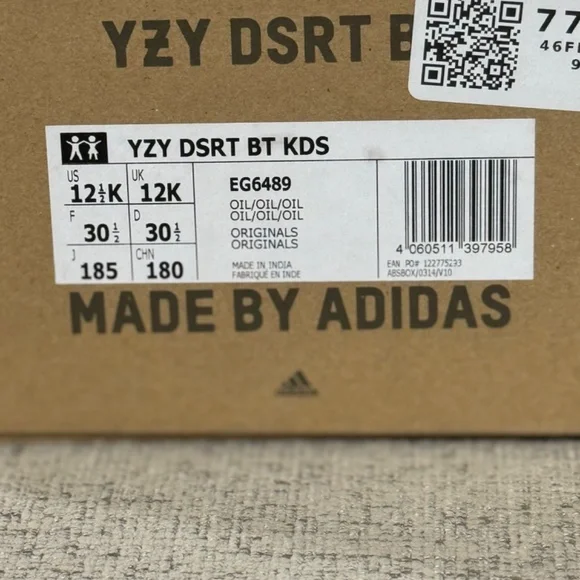 YZY DSRT B
77
46F
9
YZY DSRT BT KDS
US 12½K UK 12K
F 30½ D 30½
J 185 CHN 180
EG6489
OIL/OIL/OIL
OIL/OIL/OIL
ORIGINALS
ORIGINALS
MADE IN INDIA
FABRIQUÉ EN INDE
4 060511 397958
EAN PO# 122775293
ABSBOX/0314/V10
MADE BY ADIDAS